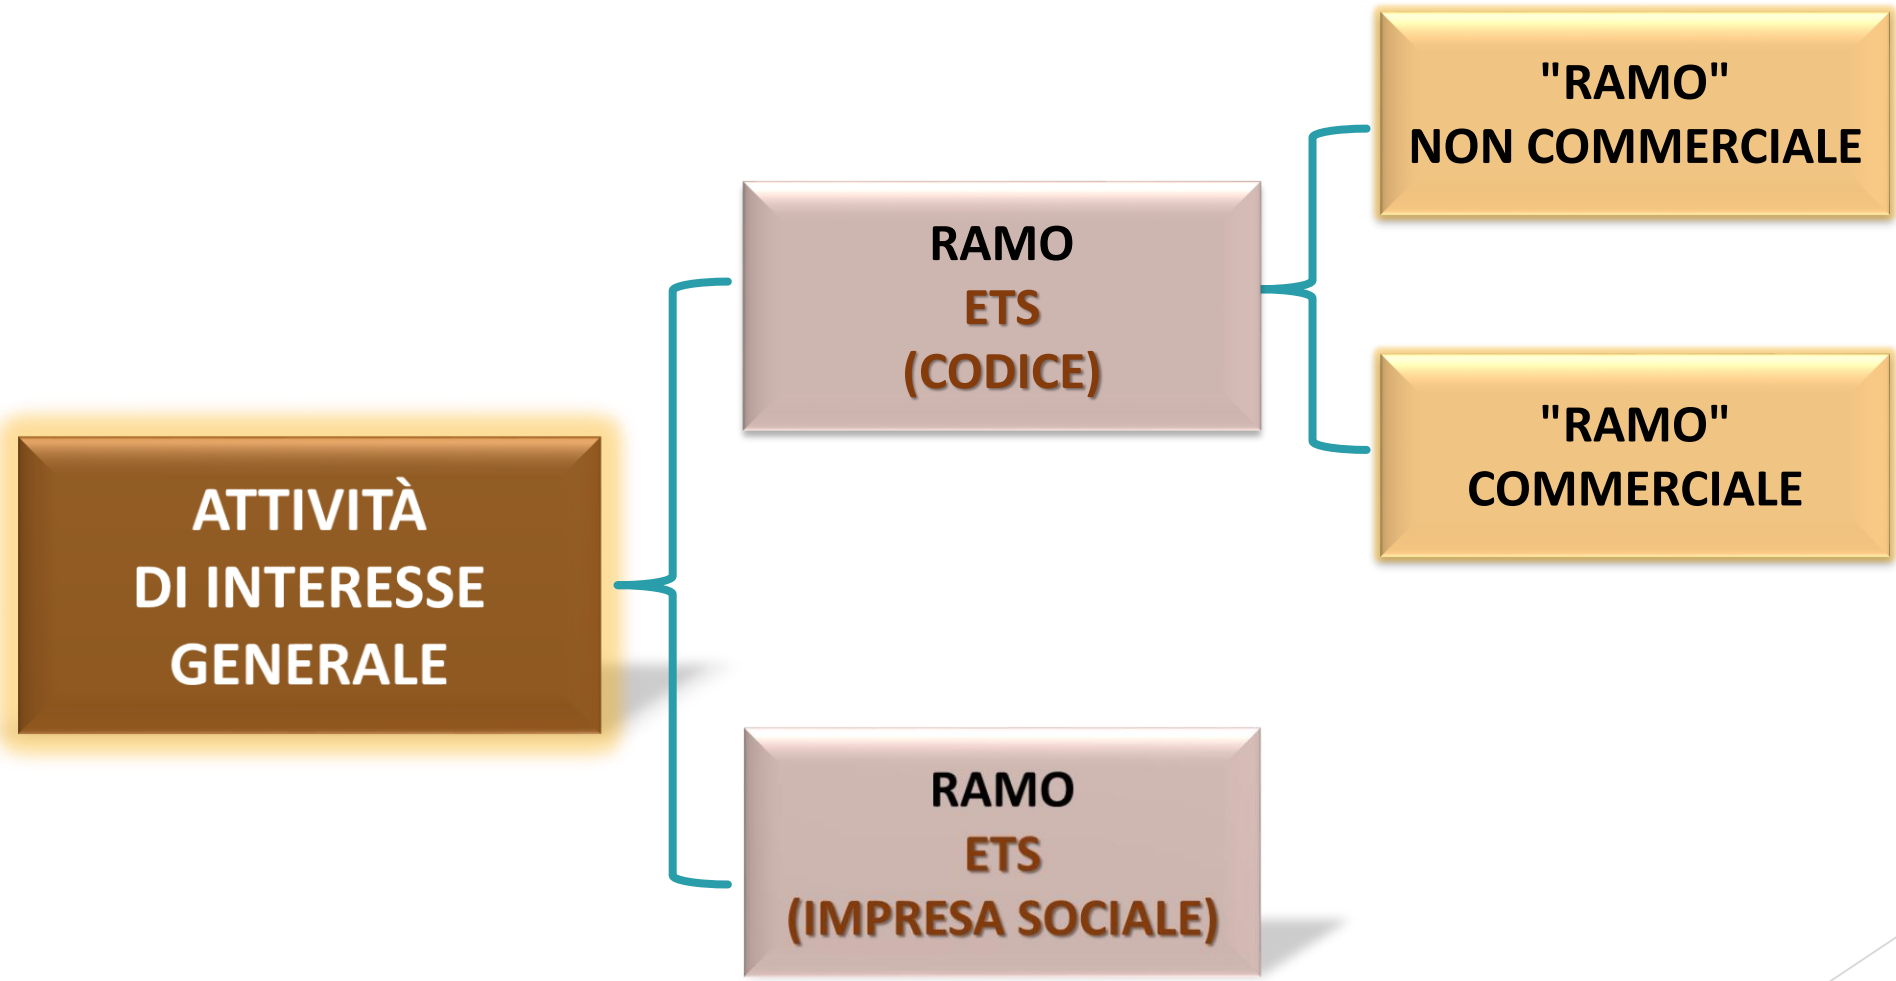 ATTIVITÀ
DI INTERESSE
GENERALE
RAMO
ETS
(CODICE)
"RAMO"
NON COMMERCIALE
"RAMO"
COMMERCIALE
RAMO
ETS
(IMPRESA SOCIALE)